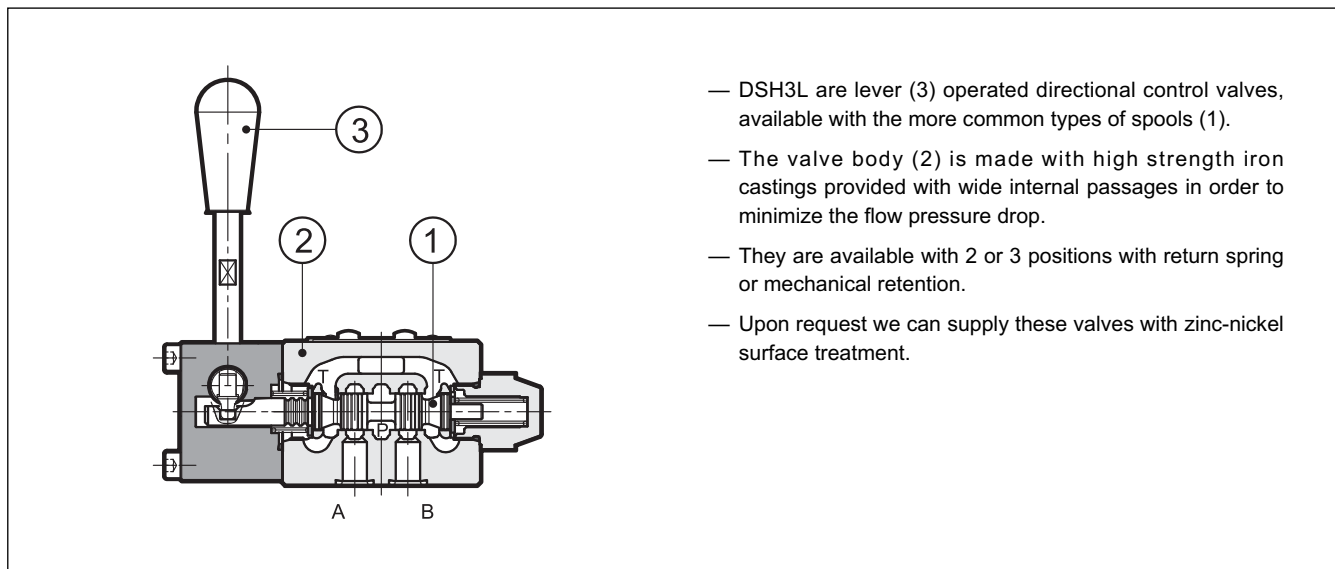 3
2
1
T
T
P
A
B
— DSH3L are lever (3) operated directional control valves,
available with the more common types of spools (1).
— The valve body (2) is made with high strength iron
castings provided with wide internal passages in order to
minimize the flow pressure drop.
— They are available with 2 or 3 positions with return spring
or mechanical retention.
— Upon request we can supply these valves with zinc-nickel
surface treatment.